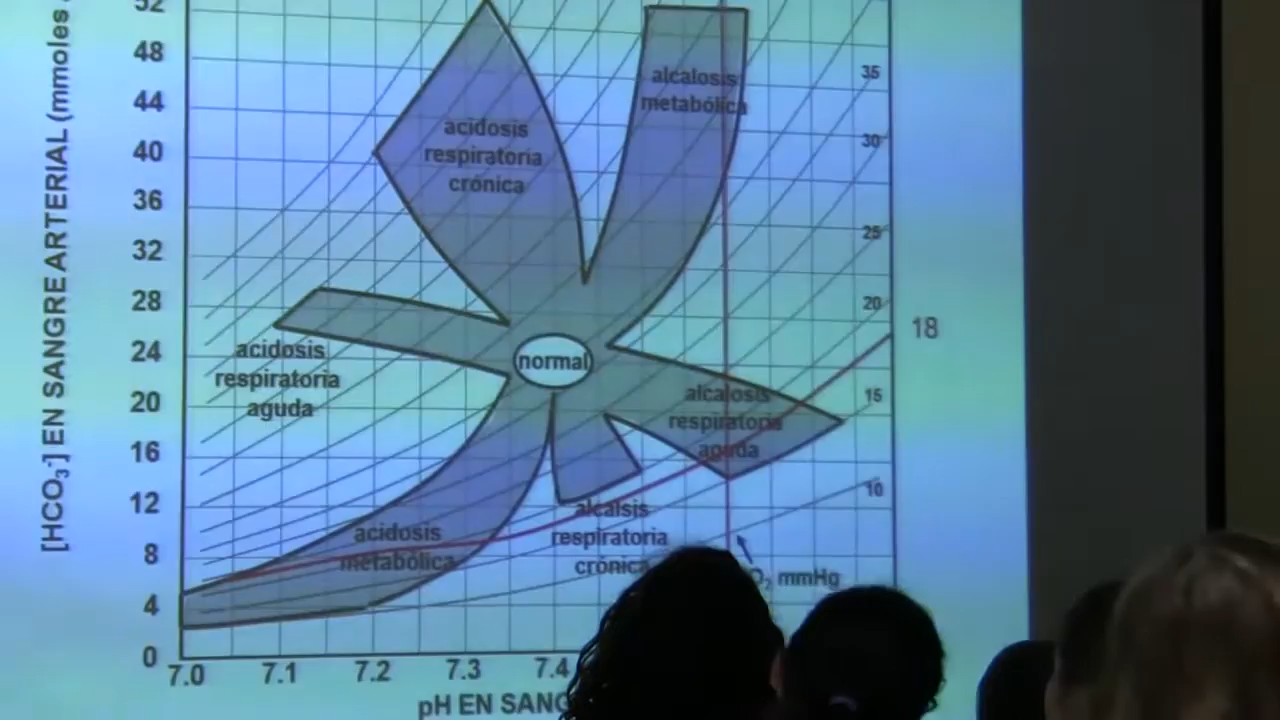 52
48
44
40
36
32
28
24
20
16
12
8
4
0
[HCO3-] EN SANGRE ARTERIAL (mmoles
7.0 7.1 7.2 7.3 7.4
pH EN SANG
acidosis
respiratoria
crónica
alcalosis
metabólica
acidosis
respiratoria
aguda
normal
alcalosis
respiratoria
aguda
alcalsis
respiratoria
crónica
acidosis
metabólica
35
30
25
20
18
15
10
O2 mmHg